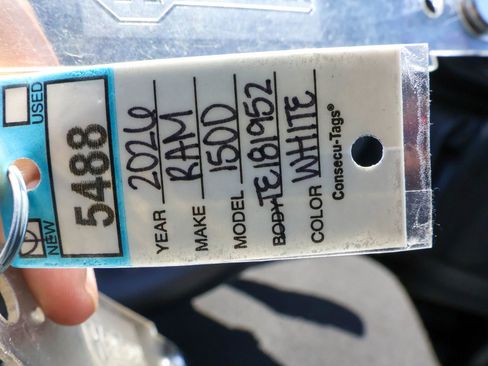 USED
NEW
5488
YEAR 2026
MAKE RAM
MODEL 1500
BODY TE181952
COLOR WHITE
Consecu-Tags®